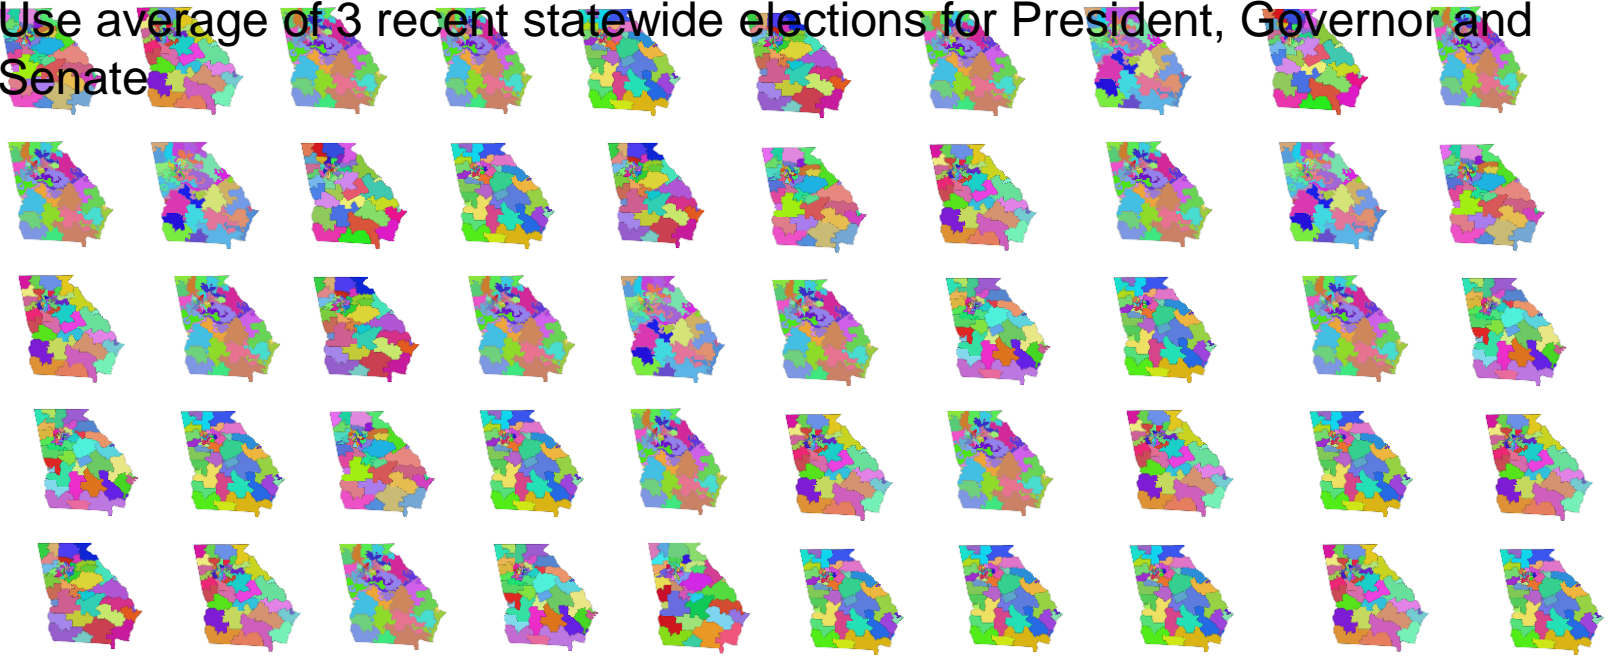 Use average of 3 recent statewide elections for President, Governor and
Senate